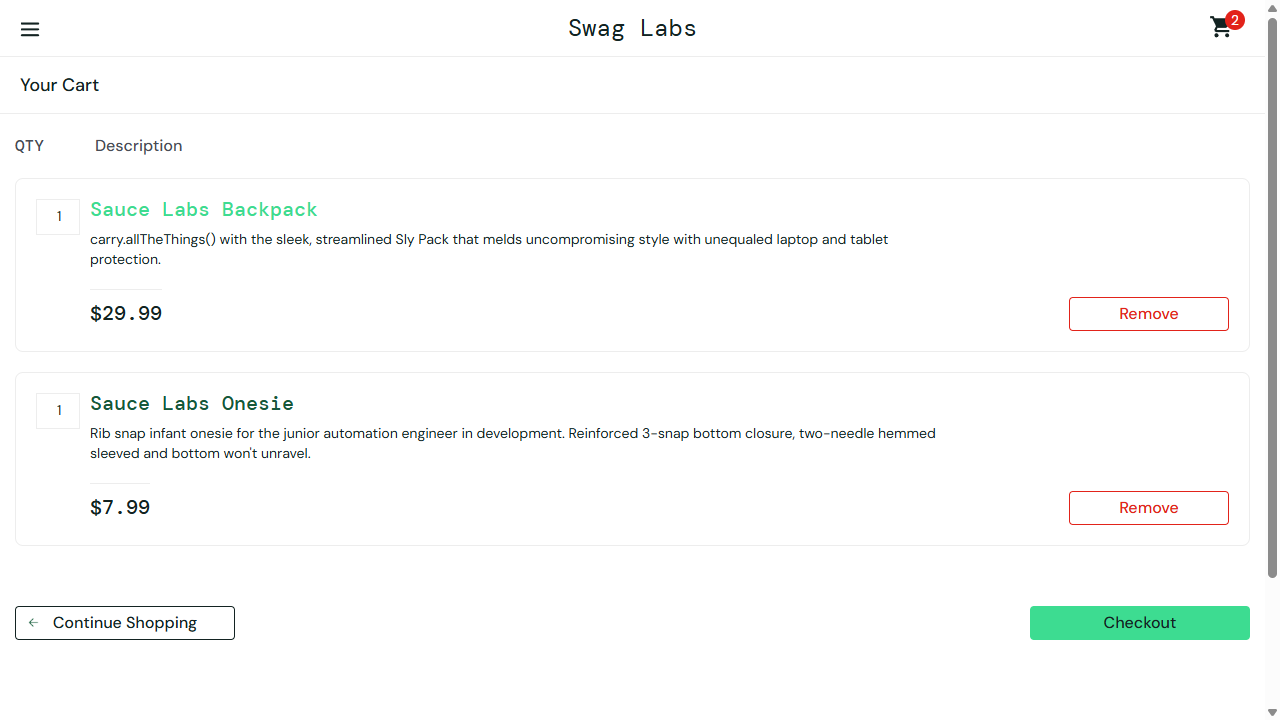 Swag Labs
2
Your Cart
QTY Description
1
Sauce Labs Backpack
carry.allTheThings() with the sleek, streamlined Sly Pack that melds uncompromising style with unequaled laptop and tablet
protection.
$29.99
Remove
1
Sauce Labs Onesie
Rib snap infant onesie for the junior automation engineer in development. Reinforced 3-snap bottom closure, two-needle hemmed
sleeved and bottom won't unravel.
$7.99
Remove
Continue Shopping
Checkout